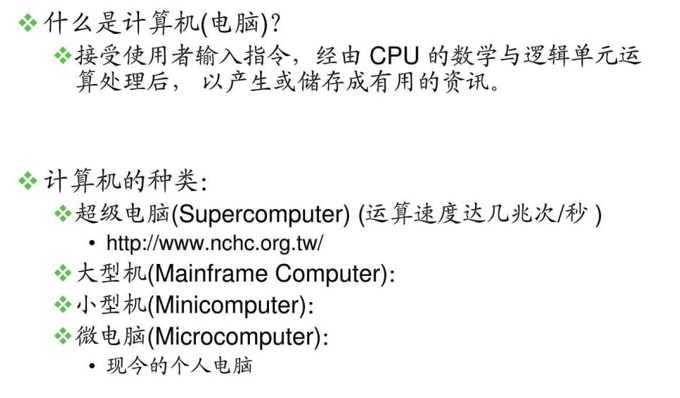 什么是计算机(电脑)？
接受使用者输入指令，经由 CPU 的数学与逻辑单元运
算处理后， 以产生或储存成有用的资讯。
计算机的种类：
超级电脑(Supercomputer) (运算速度达几兆次/秒 )
• http://www.nchc.org.tw/
大型机(Mainframe Computer)：
小型机(Minicomputer)：
微电脑(Microcomputer)：
• 现今的个人电脑